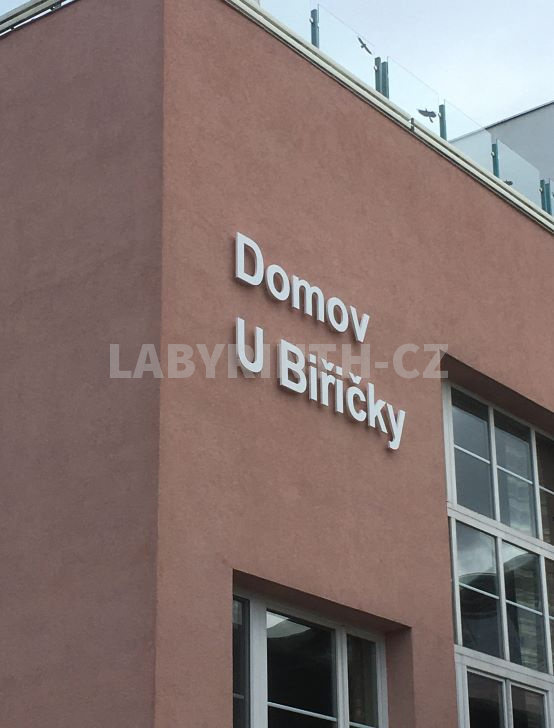 Domov
U Biřičky
LABYRINTH-CZ